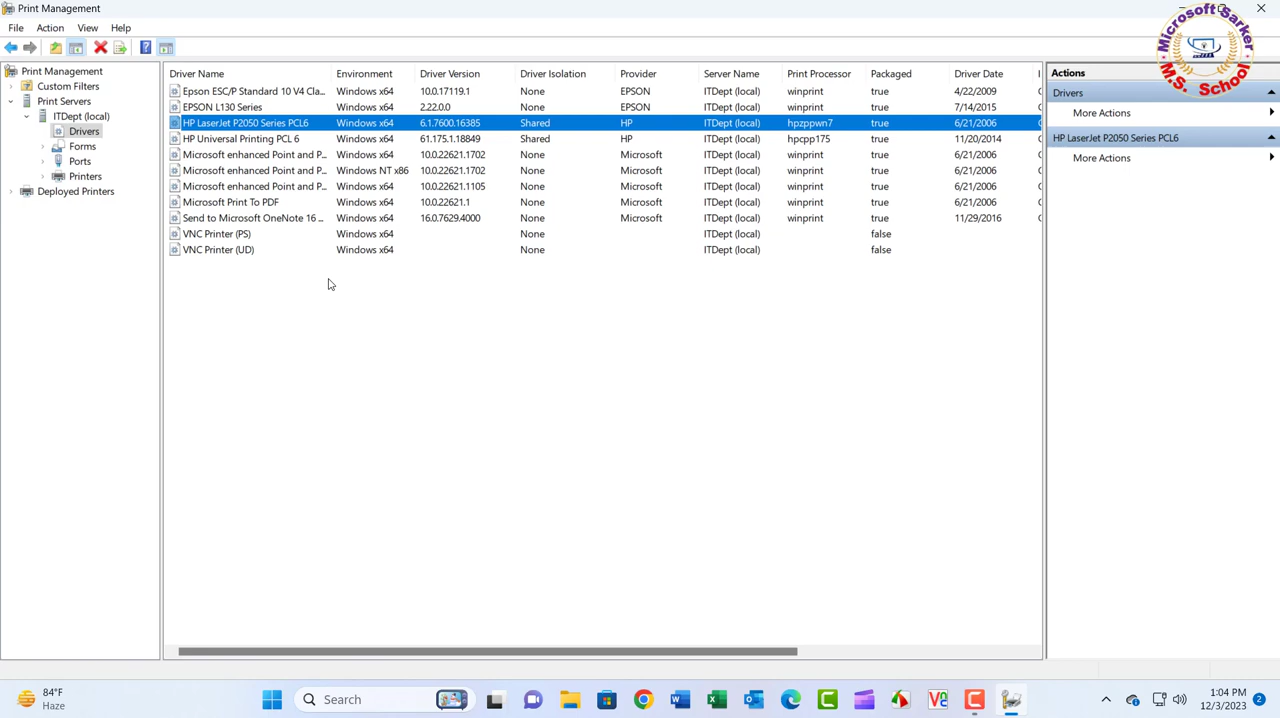 Print Management
File Action View Help
Print Management
Custom Filters
Print Servers
ITDept (local)
Drivers
Forms
Ports
Printers
Deployed Printers
Driver Name Environment Driver Version Driver Isolation Provider Server Name Print Processor Packaged Driver Date
Epson ESC/P Standard 10 V4 Cla... Windows x64 10.0.17119.1 None EPSON ITDept (local) winprint true 4/22/2009
EPSON L130 Series Windows x64 2.22.0.0 None EPSON ITDept (local) winprint true 7/14/2015
HP LaserJet P2050 Series PCL6 Windows x64 6.1.7600.16385 Shared HP ITDept (local) hpzppwn7 true 6/21/2006
HP Universal Printing PCL 6 Windows x64 61.175.1.18849 Shared HP ITDept (local) hpcpp175 true 11/20/2014
Microsoft enhanced Point and P... Windows x64 10.0.22621.1702 None Microsoft ITDept (local) winprint true 6/21/2006
Microsoft enhanced Point and P... Windows NT x86 10.0.22621.1702 None Microsoft ITDept (local) winprint true 6/21/2006
Microsoft enhanced Point and P... Windows x64 10.0.22621.1105 None Microsoft ITDept (local) winprint true 6/21/2006
Microsoft Print To PDF Windows x64 10.0.22621.1 None Microsoft ITDept (local) winprint true 6/21/2006
Send to Microsoft OneNote 16 ... Windows x64 16.0.7629.4000 None Microsoft ITDept (local) winprint true 11/29/2016
VNC Printer (PS) Windows x64 None ITDept (local) false
VNC Printer (UD) Windows x64 None ITDept (local) false
Actions
Drivers
More Actions
HP LaserJet P2050 Series PCL6
More Actions
Microsoft Sarker
M.S. School
84°F
Haze
Search
1:04 PM
12/3/2023